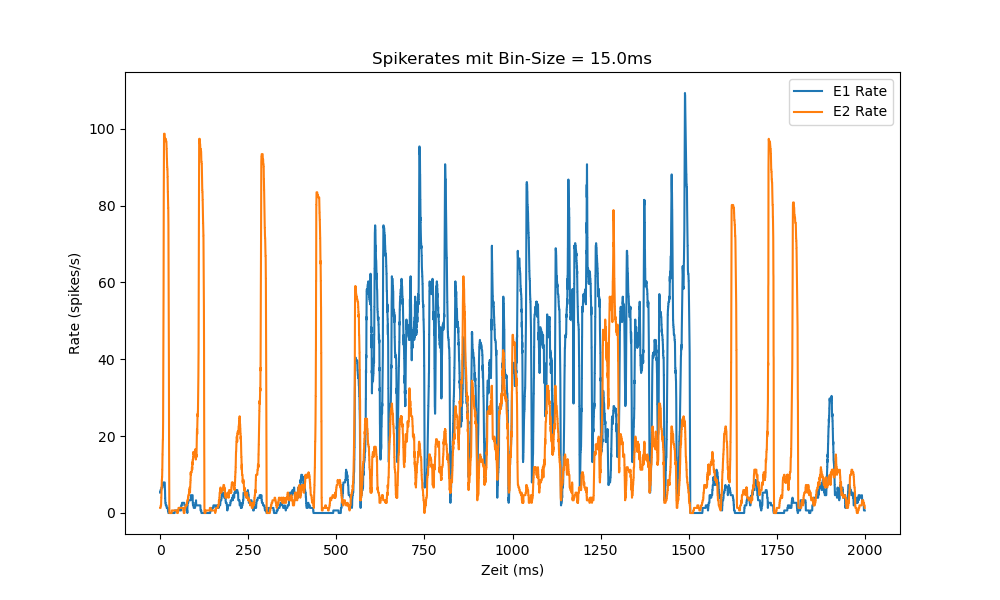 Spikerates mit Bin-Size = 15.0ms
E1 Rate
E2 Rate
Rate (spikes/s)
100
80
60
40
20
0
0 250 500 750 1000 1250 1500 1750 2000
Zeit (ms)